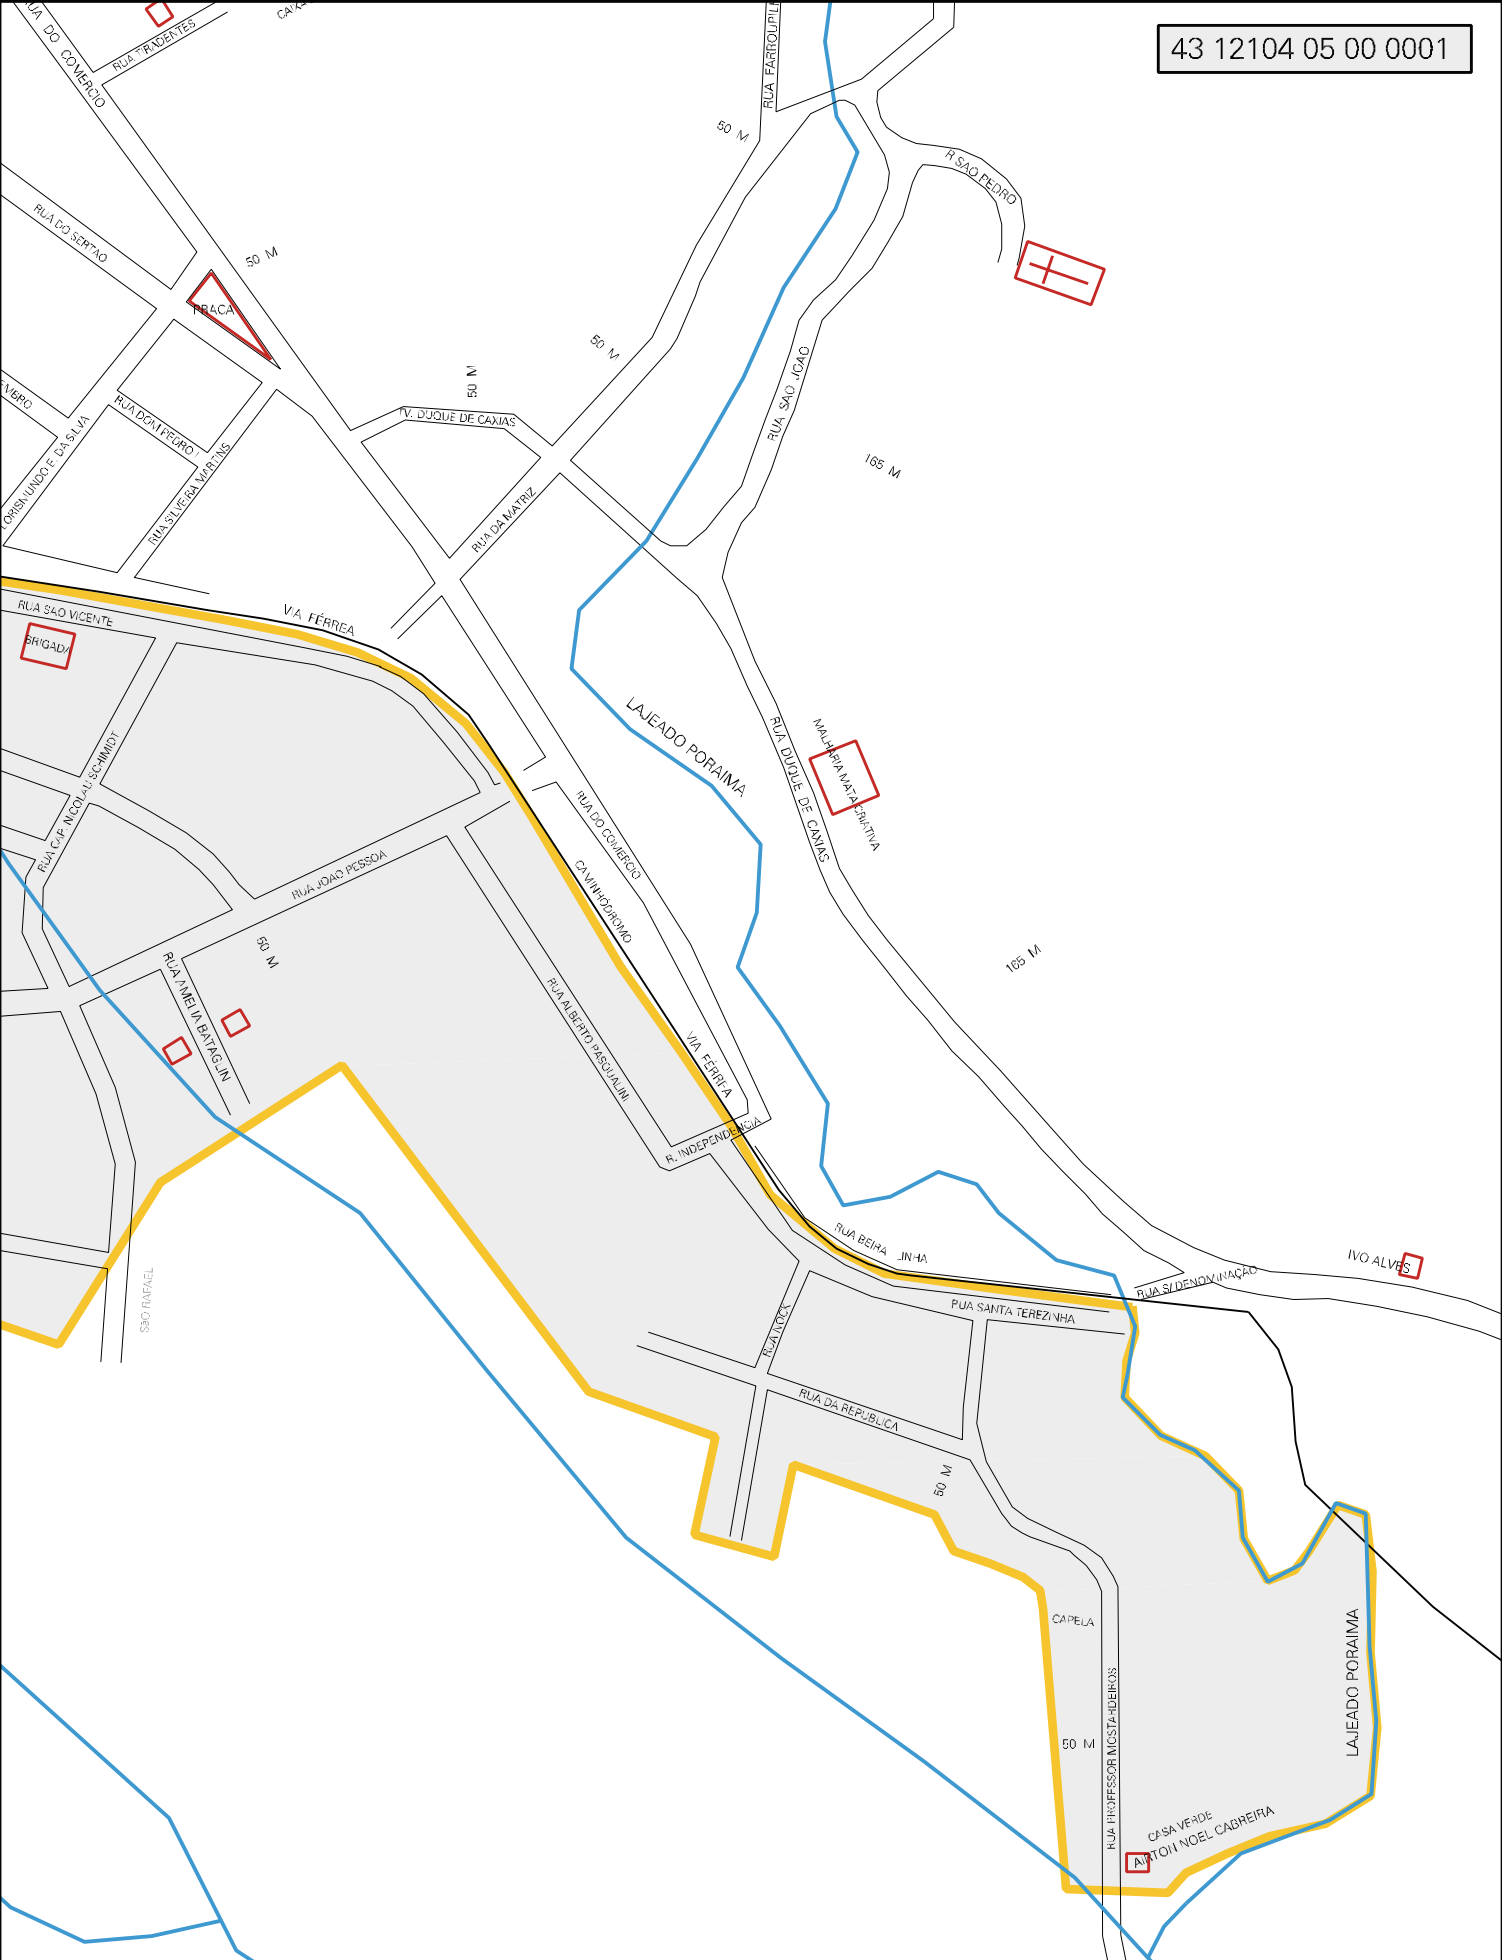 43 12104 05 00 0001
RUA DO COMERCIO
RUA TIRADENTES
RUA DO SERTAO
50 M
PRACA
RUA DOM PEDRO I
RUA SILVEIRA MARTINS
TV. DUQUE DE CAXIAS
50 M
50 M
50 M
RUA DA MATRIZ
R SAO PEDRO
RUA SAO JOAO
165 M
VIA FÉRREA
RUA SAO VICENTE
BRIGADA
RUA CAP. NICOLAU SCHIMIDT
RUA JOAO PESSOA
50 M
RUA AMELIA BATAGLIN
LAJEADO PORAIMA
RUA DUQUE DE CAXIAS
MALHARIA MATA CRIATIVA
RUA DO COMERCIO
CAMINHÓDROMO
165 M
RUA ALBERTO PASQUALINI
VIA FÉRREA
R. INDEPENDENCIA
RUA BEIRA LINHA
IVO ALVES
RUA S/ DENOMINAÇÃO
SãO RAFAEL
RUA SANTA TEREZINHA
RUA NOCK
RUA DA REPUBLICA
50 M
CAPELA
RUA PROFESSOR MOSTARDEIROS
50 M
LAJEADO PORAIMA
CASA VERDE
AIRTON NOEL CABREIRA